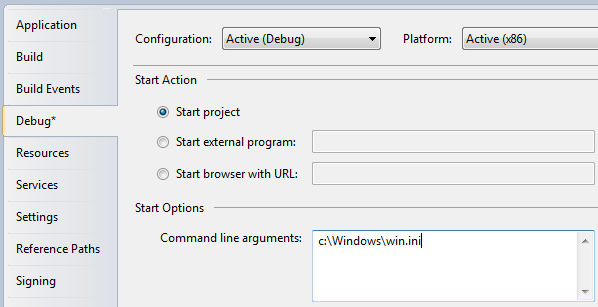 Application
Build
Build Events
Debug*
Resources
Services
Settings
Reference Paths
Signing
Configuration: Active (Debug) Platform: Active (x86)
Start Action
Start project
Start external program:
Start browser with URL:
Start Options
Command line arguments: c:\Windows\win.ini